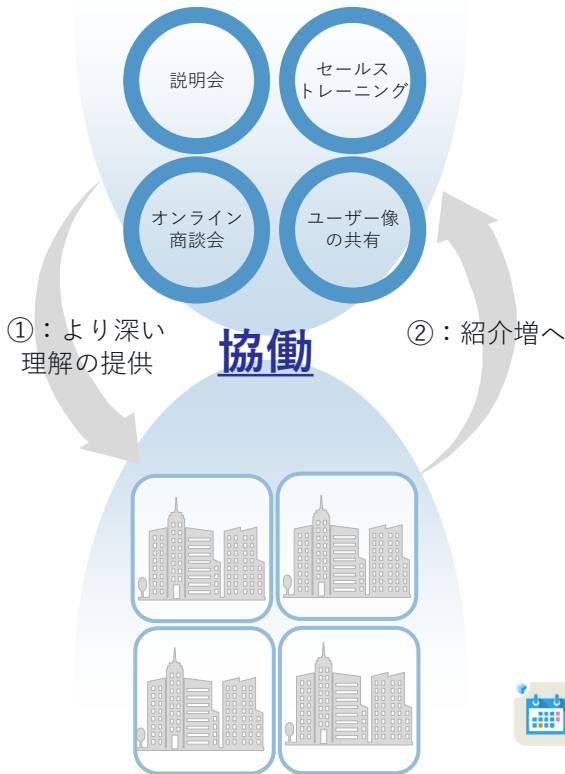 説明会
セールス
トレーニング
オンライン
商談会
ユーザー像
の共有
①：より深い
理解の提供
協働
②：紹介増へ